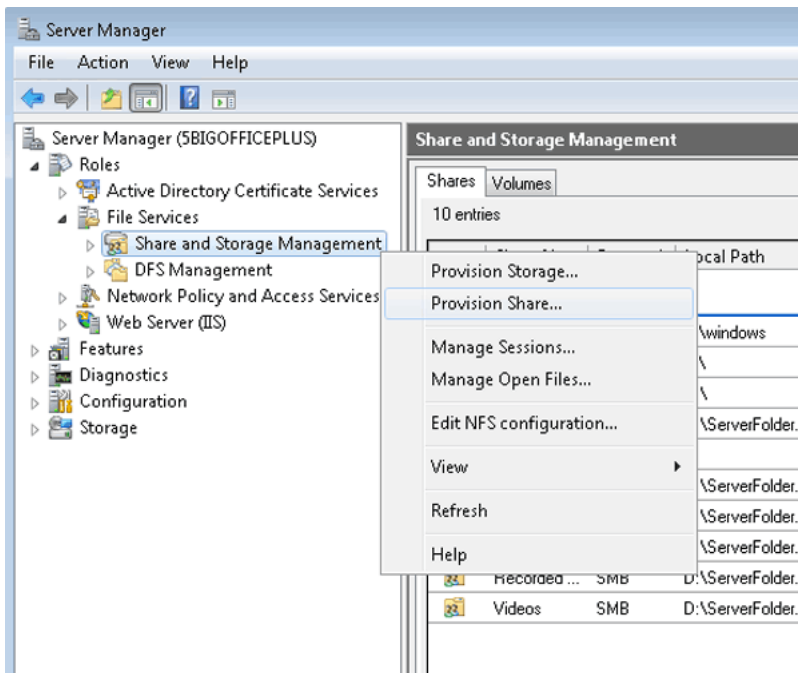 Server Manager
File Action View Help
Server Manager (5BIGOFFICEPLUS)
Roles
Active Directory Certificate Services
File Services
Share and Storage Management
DFS Management
Network Policy and Access Services
Web Server (IIS)
Features
Diagnostics
Configuration
Storage
Share and Storage Management
Shares Volumes
10 entries
ocal Path
\windows
\
\
\ServerFolder.
\ServerFolder.
\ServerFolder.
\ServerFolder.
Recorded ... SMB D:\ServerFolder.
Videos SMB D:\ServerFolder.
Provision Storage...
Provision Share...
Manage Sessions...
Manage Open Files...
Edit NFS configuration...
View
Refresh
Help